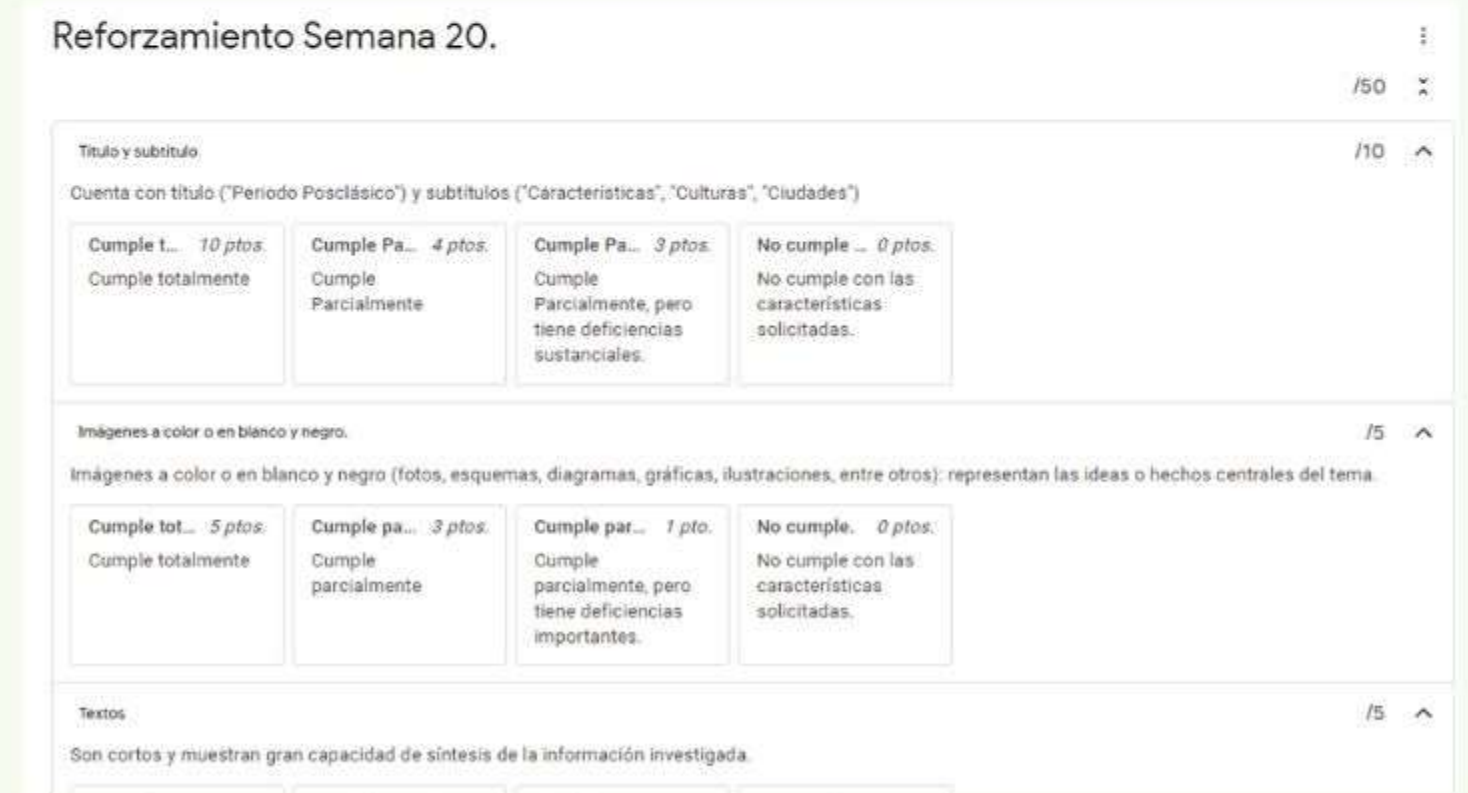 Reforzamiento Semana 20.
/50
Titulo y subtitulo
/10
Cuenta con título ("Periodo Posclásico") y subtítulos ("Características", "Culturas", "Ciudades")
Cumple t... 10 ptos.
Cumple totalmente
Cumple Pa... 4 ptos.
Cumple
Parcialmente
Cumple Pa... 3 ptos.
Cumple
Parcialmente, pero
tiene deficiencias
sustanciales.
No cumple ... 0 ptos.
No cumple con las
características
solicitadas.
Imágenes a color o en blanco y negro.
/5
Imágenes a color o en blanco y negro (fotos, esquemas, diagramas, gráficas, ilustraciones, entre otros): representan las ideas o hechos centrales del tema.
Cumple tot... 5 ptos.
Cumple totalmente
Cumple pa... 3 ptos.
Cumple
parcialmente
Cumple par... 1 pto.
Cumple
parcialmente, pero
tiene deficiencias
importantes.
No cumple. 0 ptos.
No cumple con las
características
solicitadas.
Textos
/5
Son cortos y muestran gran capacidad de síntesis de la información investigada.